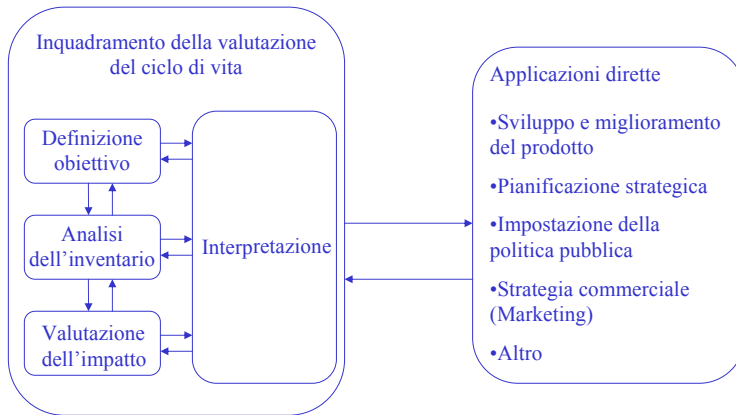 Inquadramento della valutazione
del ciclo di vita
Definizione
obiettivo
Analisi
dell’inventario
Valutazione
dell’impatto
Interpretazione
Applicazioni dirette
•Sviluppo e miglioramento
del prodotto
•Pianificazione strategica
•Impostazione della
politica pubblica
•Strategia commerciale
(Marketing)
•Altro